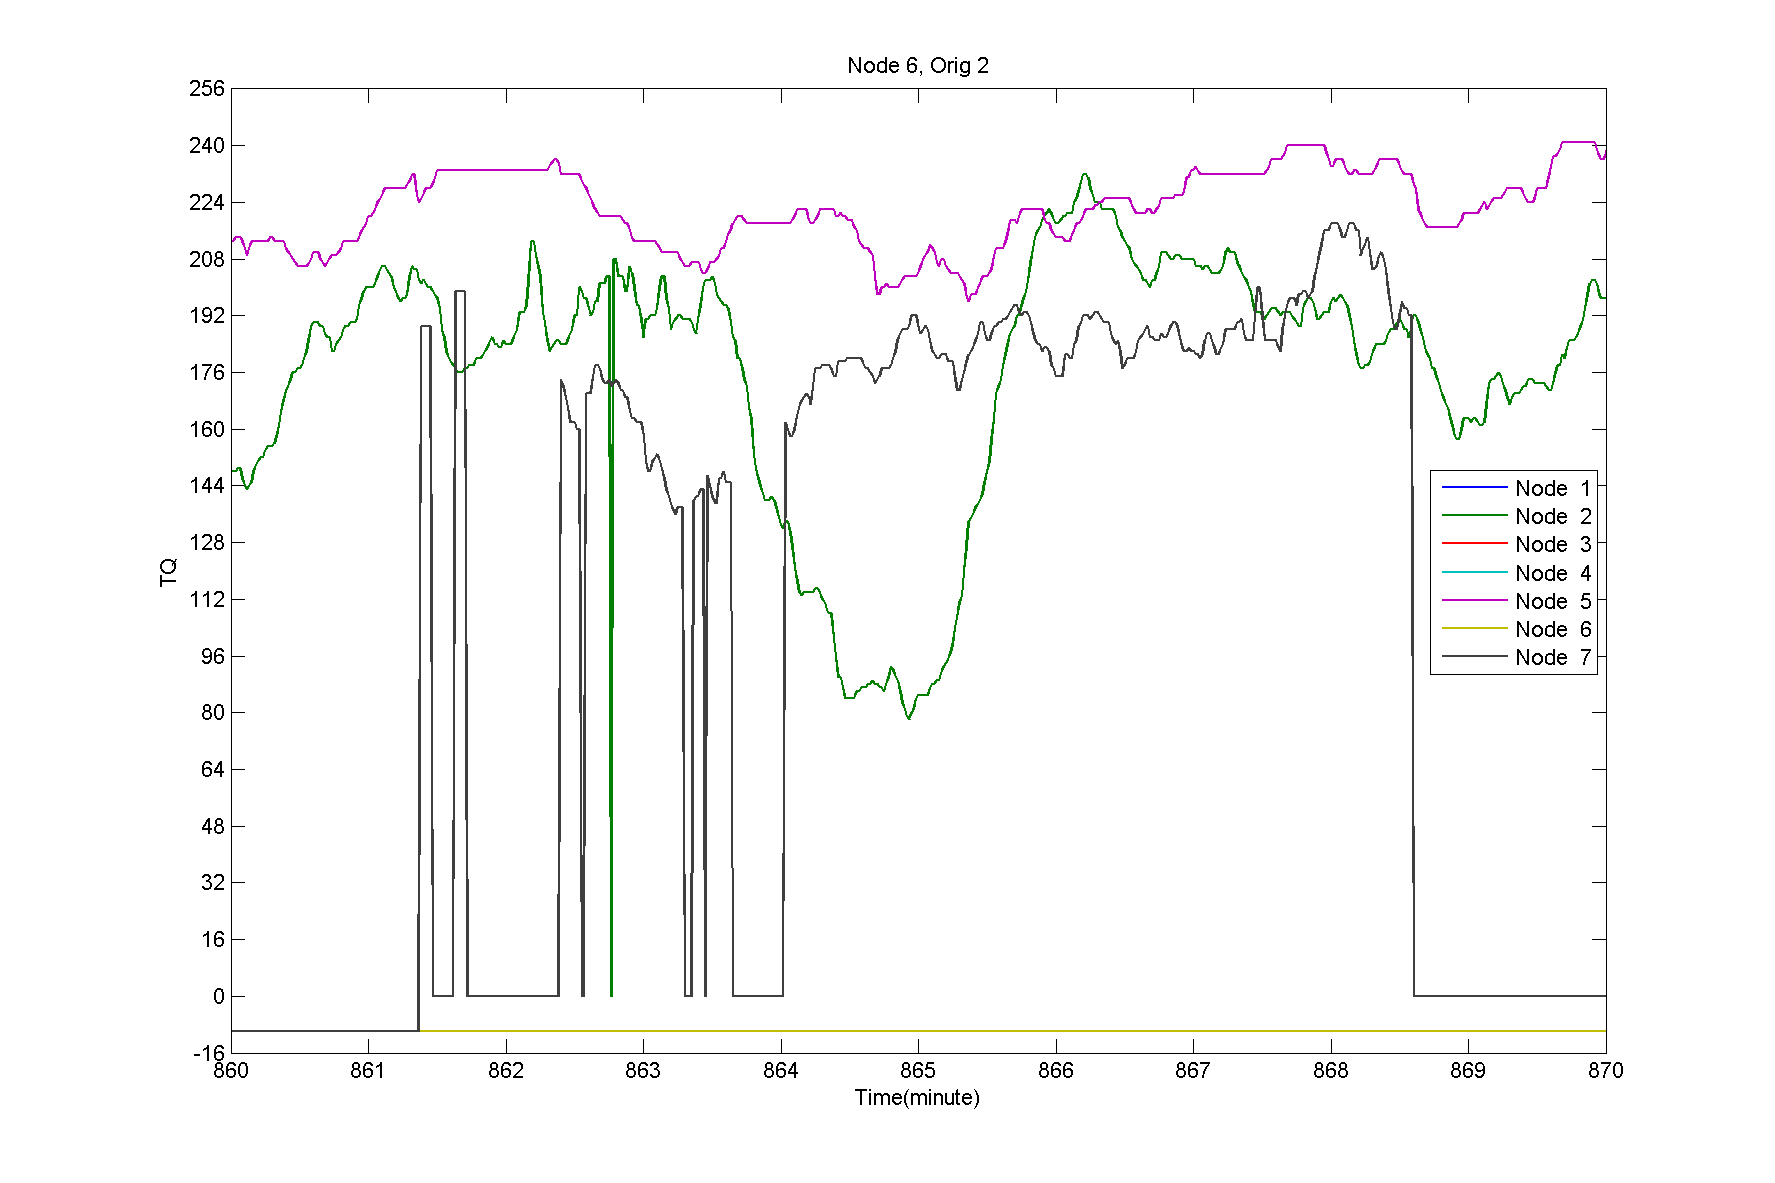 Node 6, Orig 2
256
240
224
208
192
176
160
144
128
112
96
80
64
48
32
16
0
-16
TQ
860 861 862 863 864 865 866 867 868 869 870
Time(minute)
Node 1
Node 2
Node 3
Node 4
Node 5
Node 6
Node 7